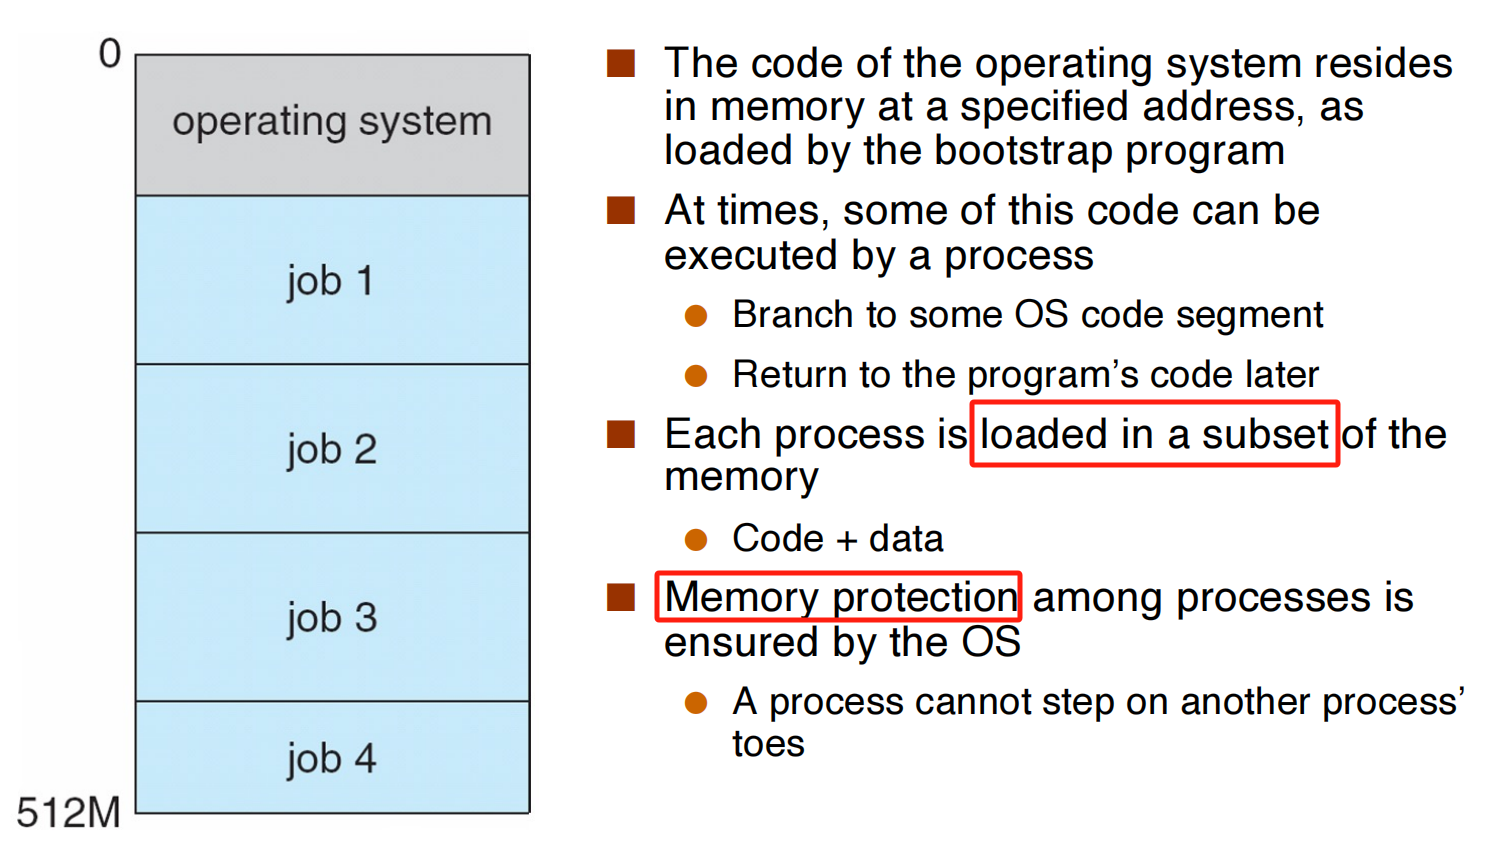 0
operating system
job 1
job 2
job 3
job 4
512M
The code of the operating system resides
in memory at a specified address, as
loaded by the bootstrap program
At times, some of this code can be
executed by a process
Branch to some OS code segment
Return to the program’s code later
Each process is loaded in a subset of the
memory
Code + data
Memory protection among processes is
ensured by the OS
A process cannot step on another process’
toes